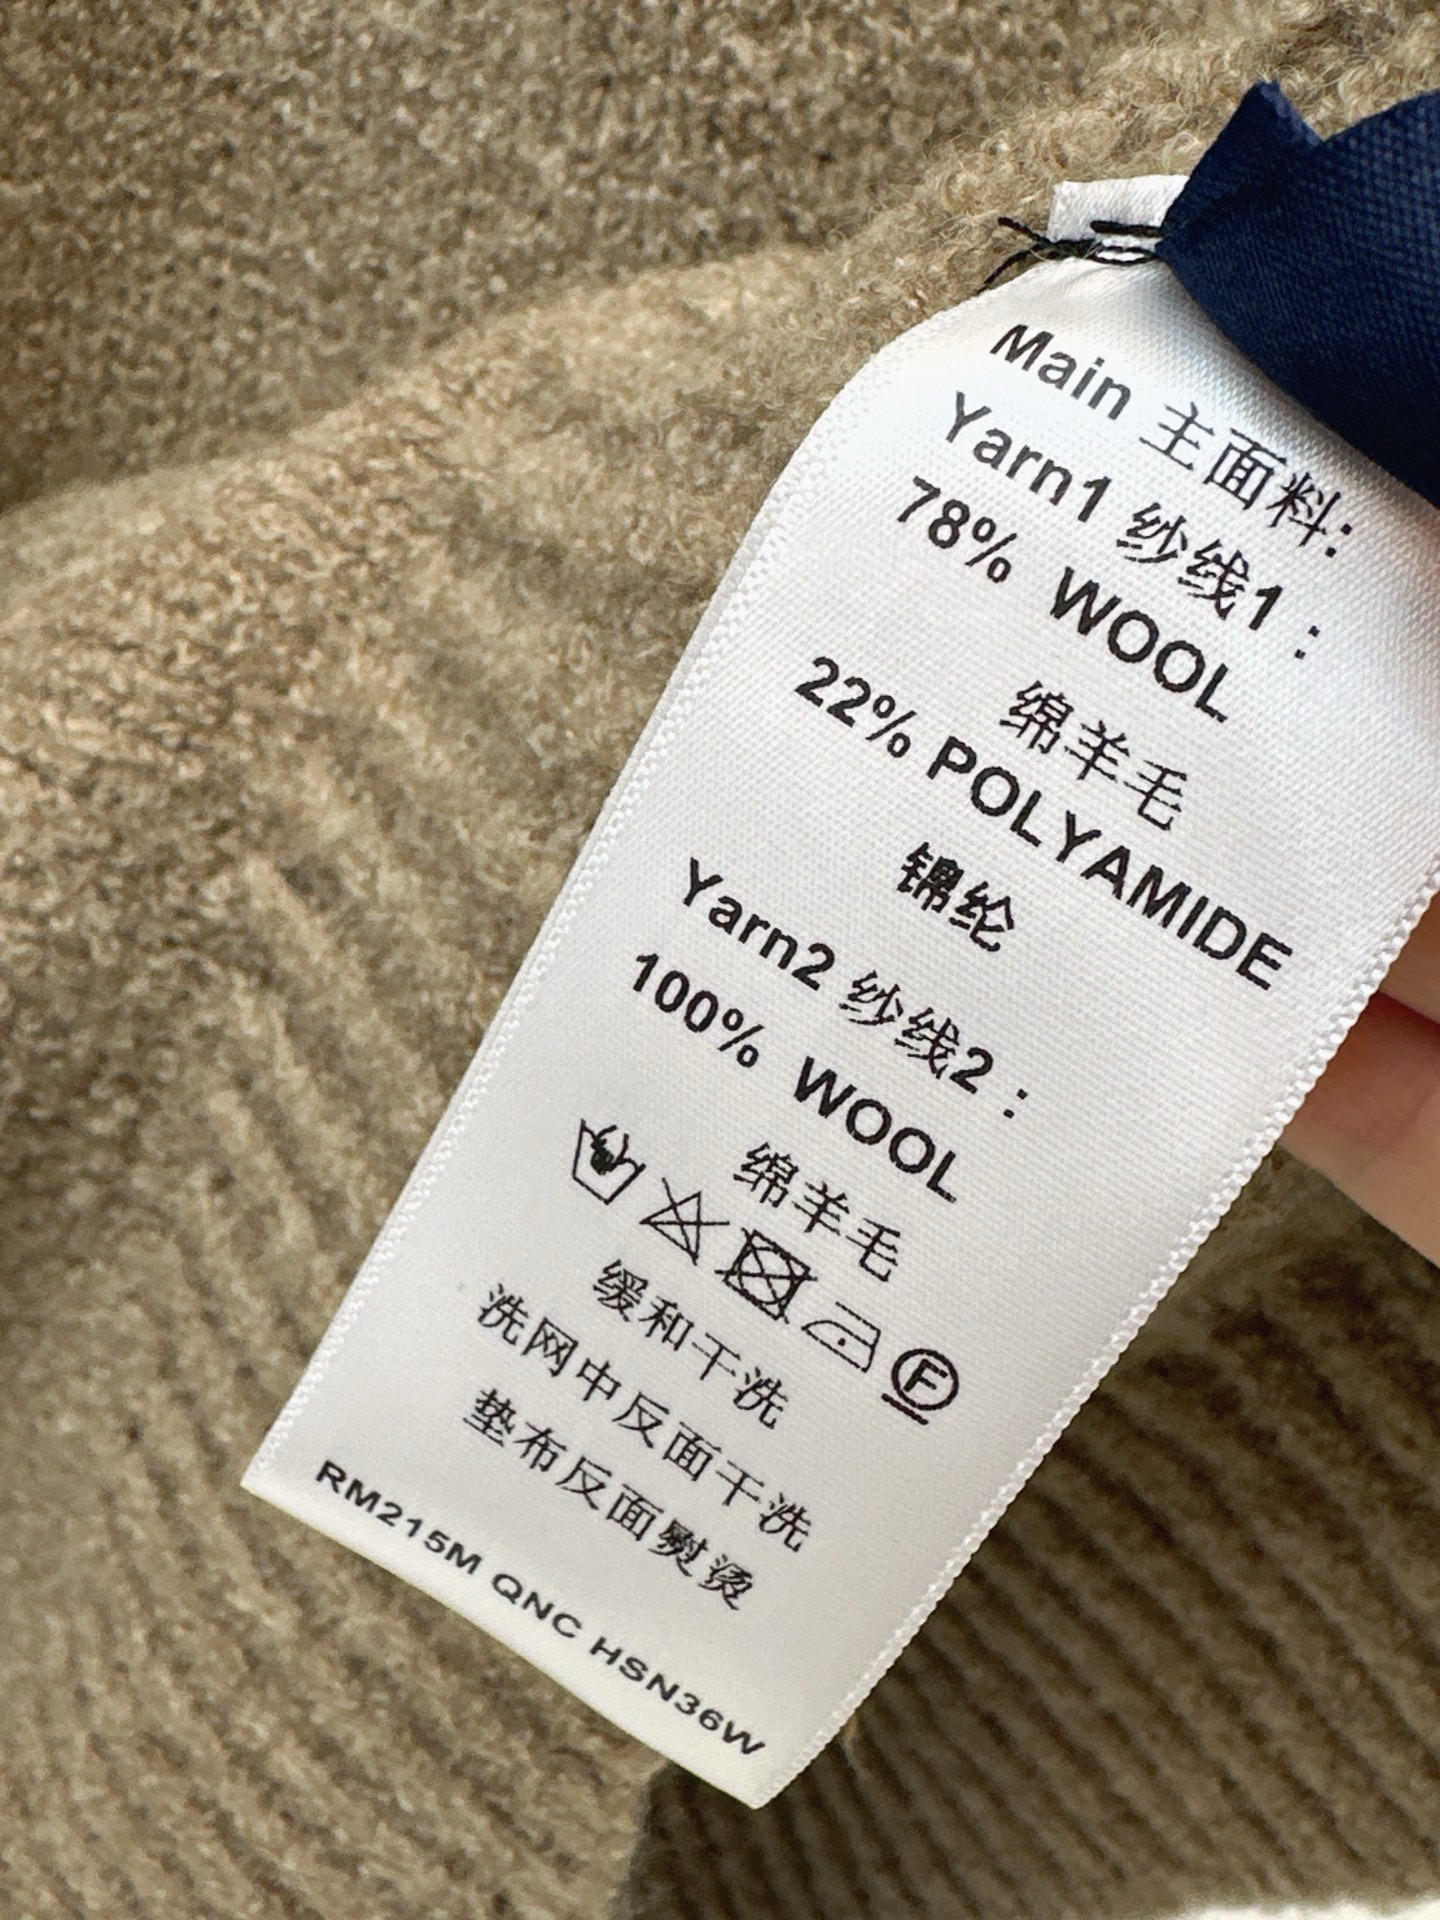 Main 主面料:
Yarn1 纱线1：
78% WOOL
绵羊毛
22% POLYAMIDE
锦纶
Yarn2 纱线2：
100% WOOL
绵羊毛
F
缓和干洗
洗网中反面干洗
垫布反面熨烫
RM215M QNC HSN36W